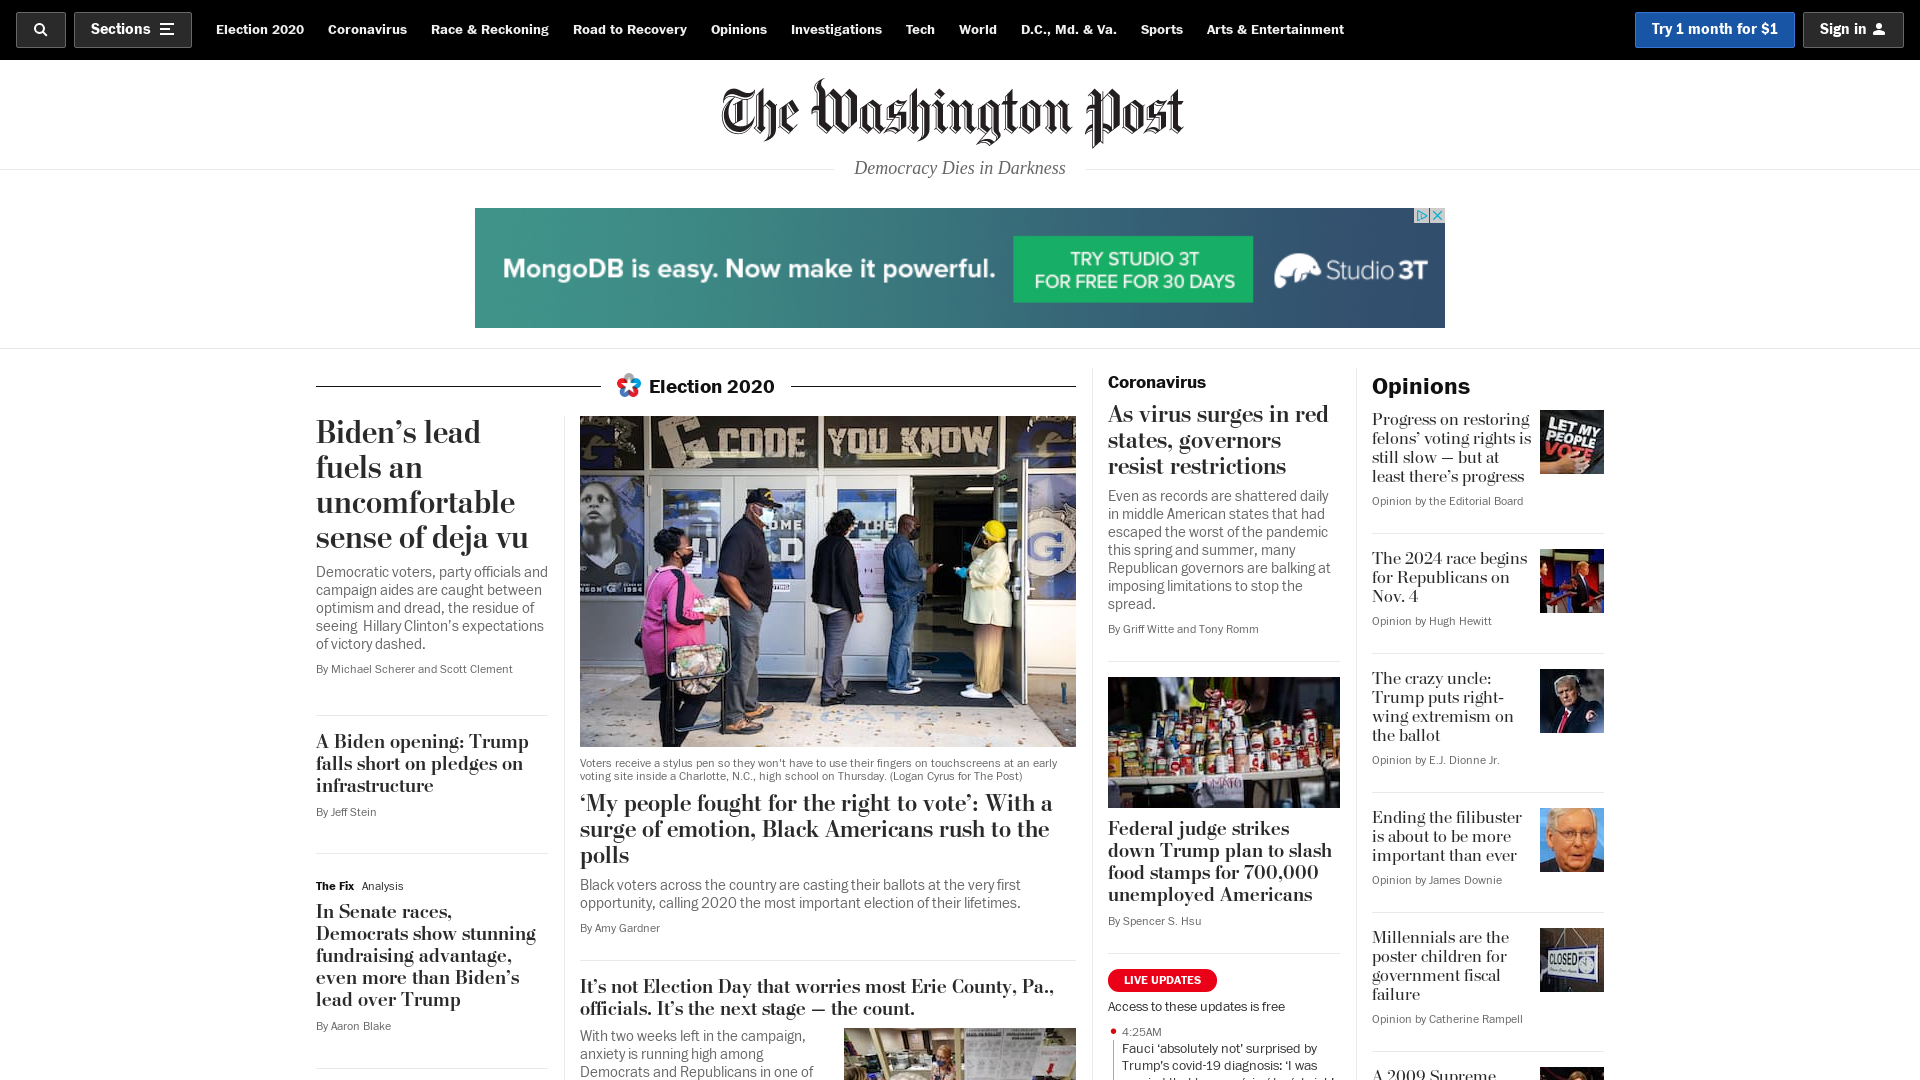 Sections
Election 2020
Coronavirus
Race & Reckoning
Road to Recovery
Opinions
Investigations
Tech
World
D.C., Md. & Va.
Sports
Arts & Entertainment
Try 1 month for $1
Sign in
The Washington Post
Democracy Dies in Darkness
MongoDB is easy. Now make it powerful.
TRY STUDIO 3T
FOR FREE FOR 30 DAYS
Studio 3T
Election 2020
Biden’s lead
fuels an
uncomfortable
sense of deja vu
Democratic voters, party officials and
campaign aides are caught between
optimism and dread, the residue of
seeing Hillary Clinton’s expectations
of victory dashed.
By Michael Scherer and Scott Clement
A Biden opening: Trump
falls short on pledges on
infrastructure
By Jeff Stein
The Fix Analysis
In Senate races,
Democrats show stunning
fundraising advantage,
even more than Biden’s
lead over Trump
By Aaron Blake
CODE YOU KNOW
Voters receive a stylus pen so they won't have to use their fingers on touchscreens at an early
voting site inside a Charlotte, N.C., high school on Thursday. (Logan Cyrus for The Post)
‘My people fought for the right to vote’: With a
surge of emotion, Black Americans rush to the
polls
Black voters across the country are casting their ballots at the very first
opportunity, calling 2020 the most important election of their lifetimes.
By Amy Gardner
It’s not Election Day that worries most Erie County, Pa.,
officials. It’s the next stage — the count.
With two weeks left in the campaign,
anxiety is running high among
Democrats and Republicans in one of
Coronavirus
As virus surges in red
states, governors
resist restrictions
Even as records are shattered daily
in middle American states that had
escaped the worst of the pandemic
this spring and summer, many
Republican governors are balking at
imposing limitations to stop the
spread.
By Griff Witte and Tony Romm
Federal judge strikes
down Trump plan to slash
food stamps for 700,000
unemployed Americans
By Spencer S. Hsu
LIVE UPDATES
Access to these updates is free
4:25AM
Fauci ‘absolutely not’ surprised by
Trump’s covid-19 diagnosis: ‘I was
Opinions
Progress on restoring
felons’ voting rights is
still slow — but at
least there’s progress
Opinion by the Editorial Board
LET MY
PEOPLE
VOTE
The 2024 race begins
for Republicans on
Nov. 4
Opinion by Hugh Hewitt
The crazy uncle:
Trump puts right-
wing extremism on
the ballot
Opinion by E.J. Dionne Jr.
Ending the filibuster
is about to be more
important than ever
Opinion by James Downie
Millennials are the
poster children for
government fiscal
failure
Opinion by Catherine Rampell
CLOSED
A 2009 Supreme